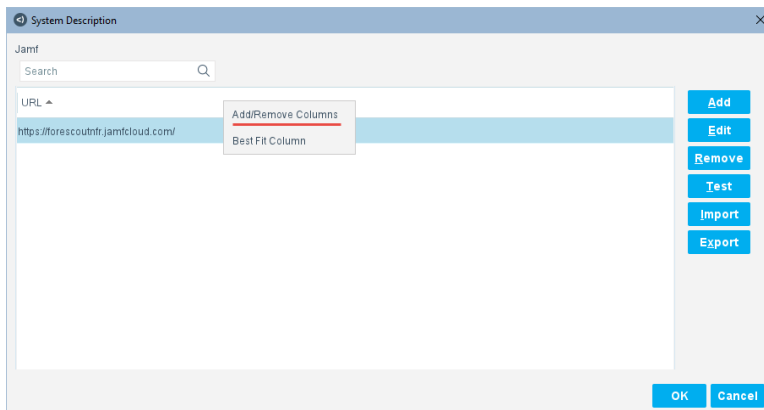 System Description
Jamf
Search
URL
Add/Remove Columns
https://forescoutnfr.jamfcloud.com/
Best Fit Column
Add
Edit
Remove
Test
Import
Export
OK
Cancel